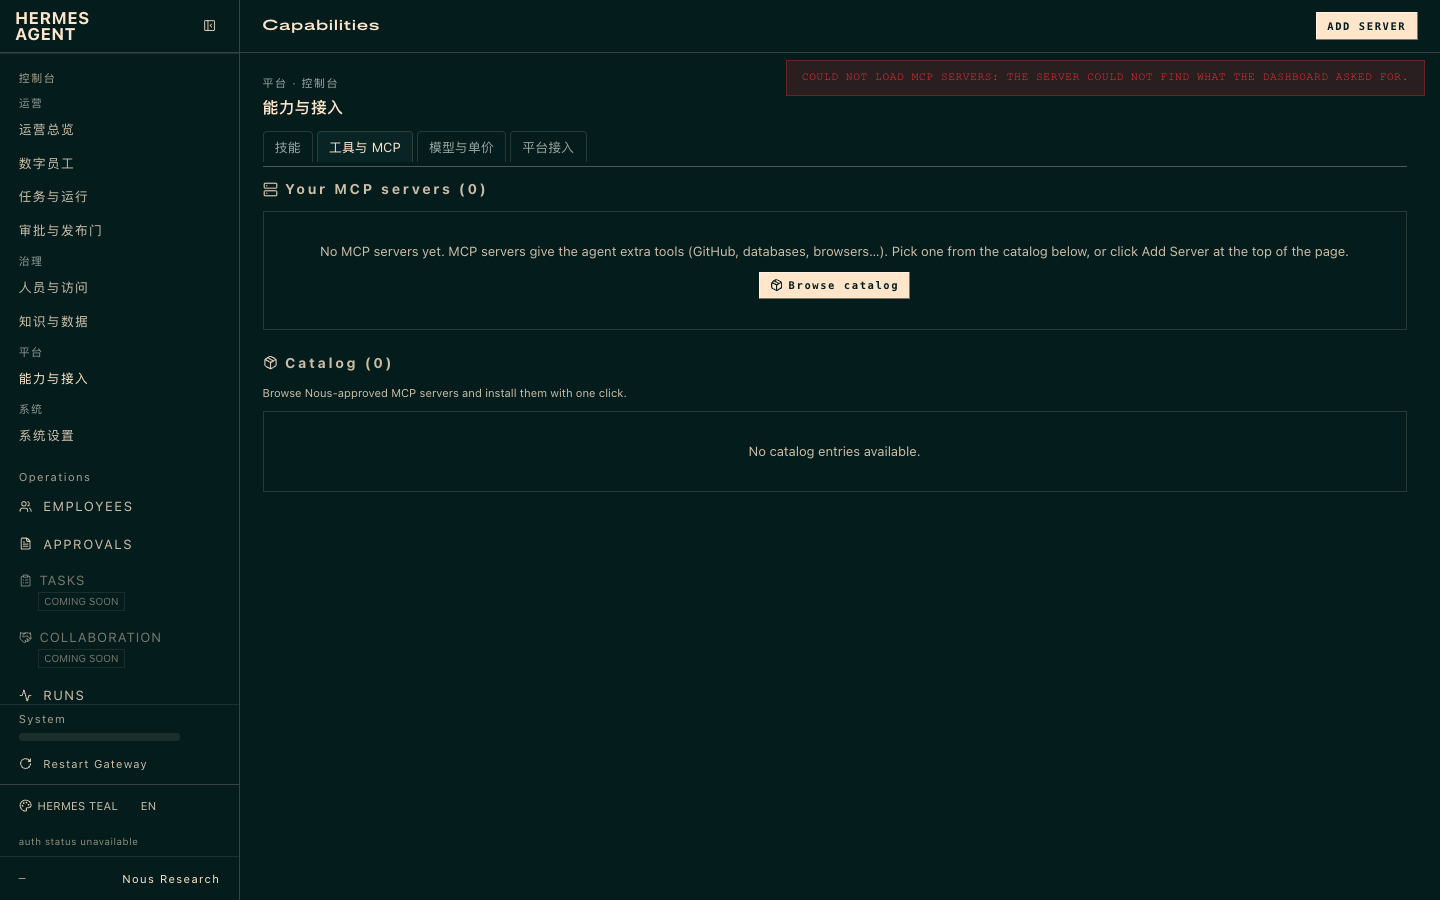 HERMES
AGENT
控制台
运营
运营总览
数字员工
任务与运行
审批与发布门
治理
人员与访问
知识与数据
平台
能力与接入
系统
系统设置
Operations
EMPLOYEES
APPROVALS
TASKS
COMING SOON
COLLABORATION
COMING SOON
RUNS
System
Restart Gateway
HERMES TEAL EN
auth status unavailable
— Nous Research
Capabilities
ADD SERVER
COULD NOT LOAD MCP SERVERS: THE SERVER COULD NOT FIND WHAT THE DASHBOARD ASKED FOR.
平台 · 控制台
能力与接入
技能 工具与 MCP 模型与单价 平台接入
Your MCP servers (0)
No MCP servers yet. MCP servers give the agent extra tools (GitHub, databases, browsers…). Pick one from the catalog below, or click Add Server at the top of the page.
Browse catalog
Catalog (0)
Browse Nous-approved MCP servers and install them with one click.
No catalog entries available.